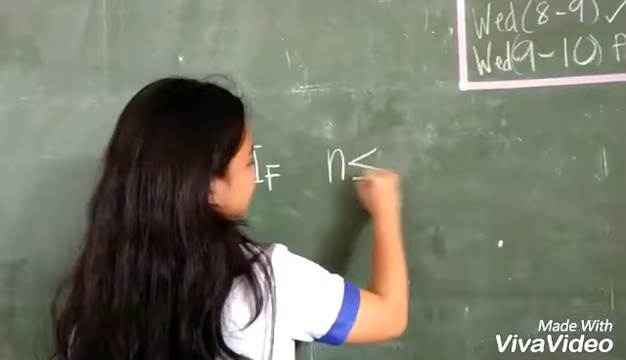 Wed(8-9) ✓
Wed(9-10)
IF n≤
Made With
VivaVideo